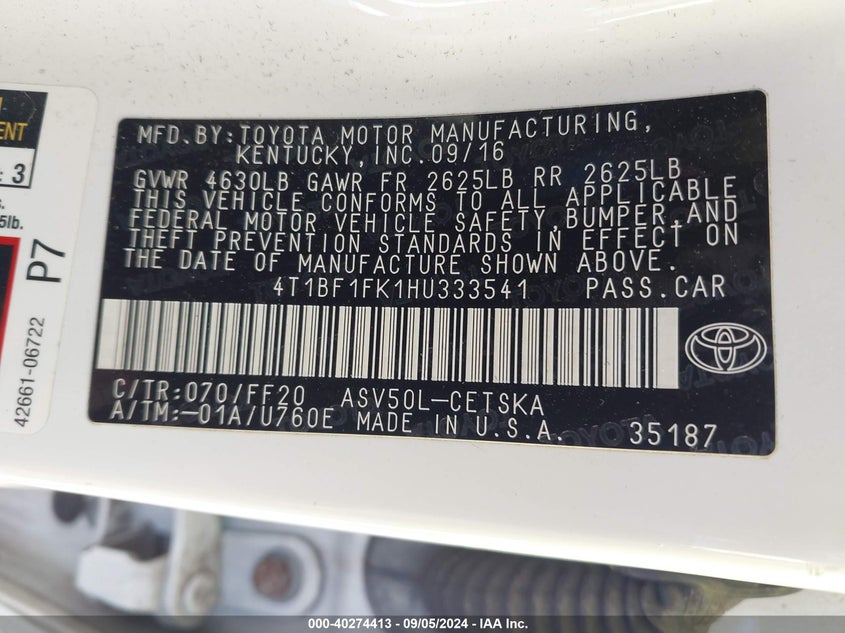 ENT
3
5lb.
P7
42661-06722
MFD.BY:TOYOTA MOTOR MANUFACTURING,
KENTUCKY,INC.09/16
GVWR 4630LB GAWR FR 2625LB RR 2625LB
THIS VEHICLE CONFORMS TO ALL APPLICABLE
FEDERAL MOTOR VEHICLE SAFETY,BUMPER,AND
THEFT PREVENTION STANDARDS IN EFFECT ON
THE DATE OF MANUFACTURE SHOWN ABOVE.
4T1BF1FK1HU333541 PASS.CAR
C/TR:070/FF20 ASV50L-CETSKA
A/TM:-01A/U760E MADE IN U.S.A. 35187
000-40274413 - 09/05/2024 - IAA Inc.